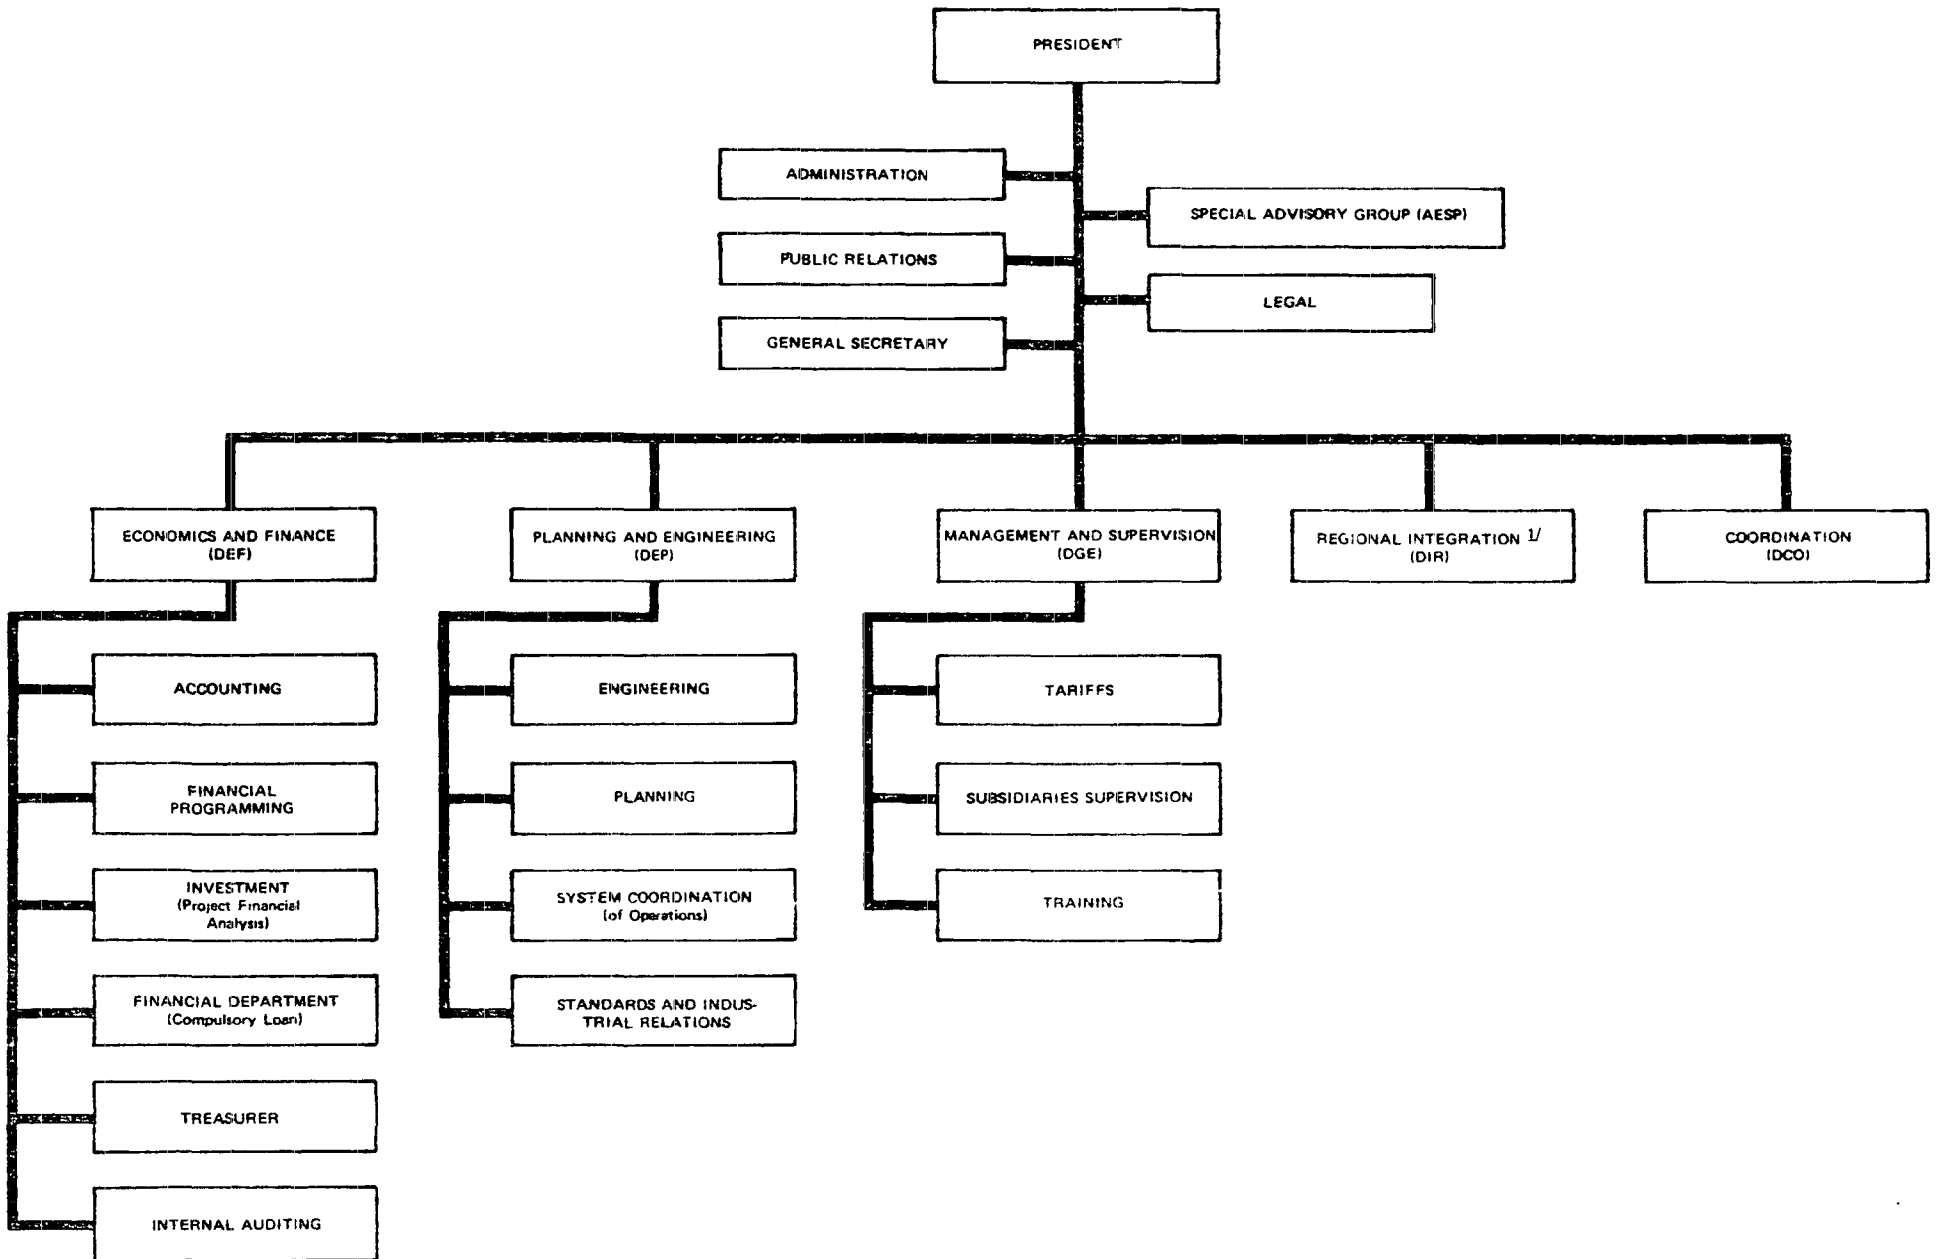 PRESIDENT
ADMINISTRATION
SPECIAL ADVISORY GROUP (AESP)
PUBLIC RELATIONS
LEGAL
GENERAL SECRETARY
ECONOMICS AND FINANCE
(DEF)
PLANNING AND ENGINEERING
(DEP)
MANAGEMENT AND SUPERVISION
(DGE)
REGIONAL INTEGRATION 1/
(DIR)
COORDINATION
(DCO)
ACCOUNTING
FINANCIAL
PROGRAMMING
INVESTMENT
(Project Financial
Analysis)
FINANCIAL DEPARTMENT
(Compulsory Loan)
TREASURER
INTERNAL AUDITING
ENGINEERING
PLANNING
SYSTEM COORDINATION
(of Operations)
STANDARDS AND INDUS-
TRIAL RELATIONS
TARIFFS
SUBSIDIARIES SUPERVISION
TRAINING